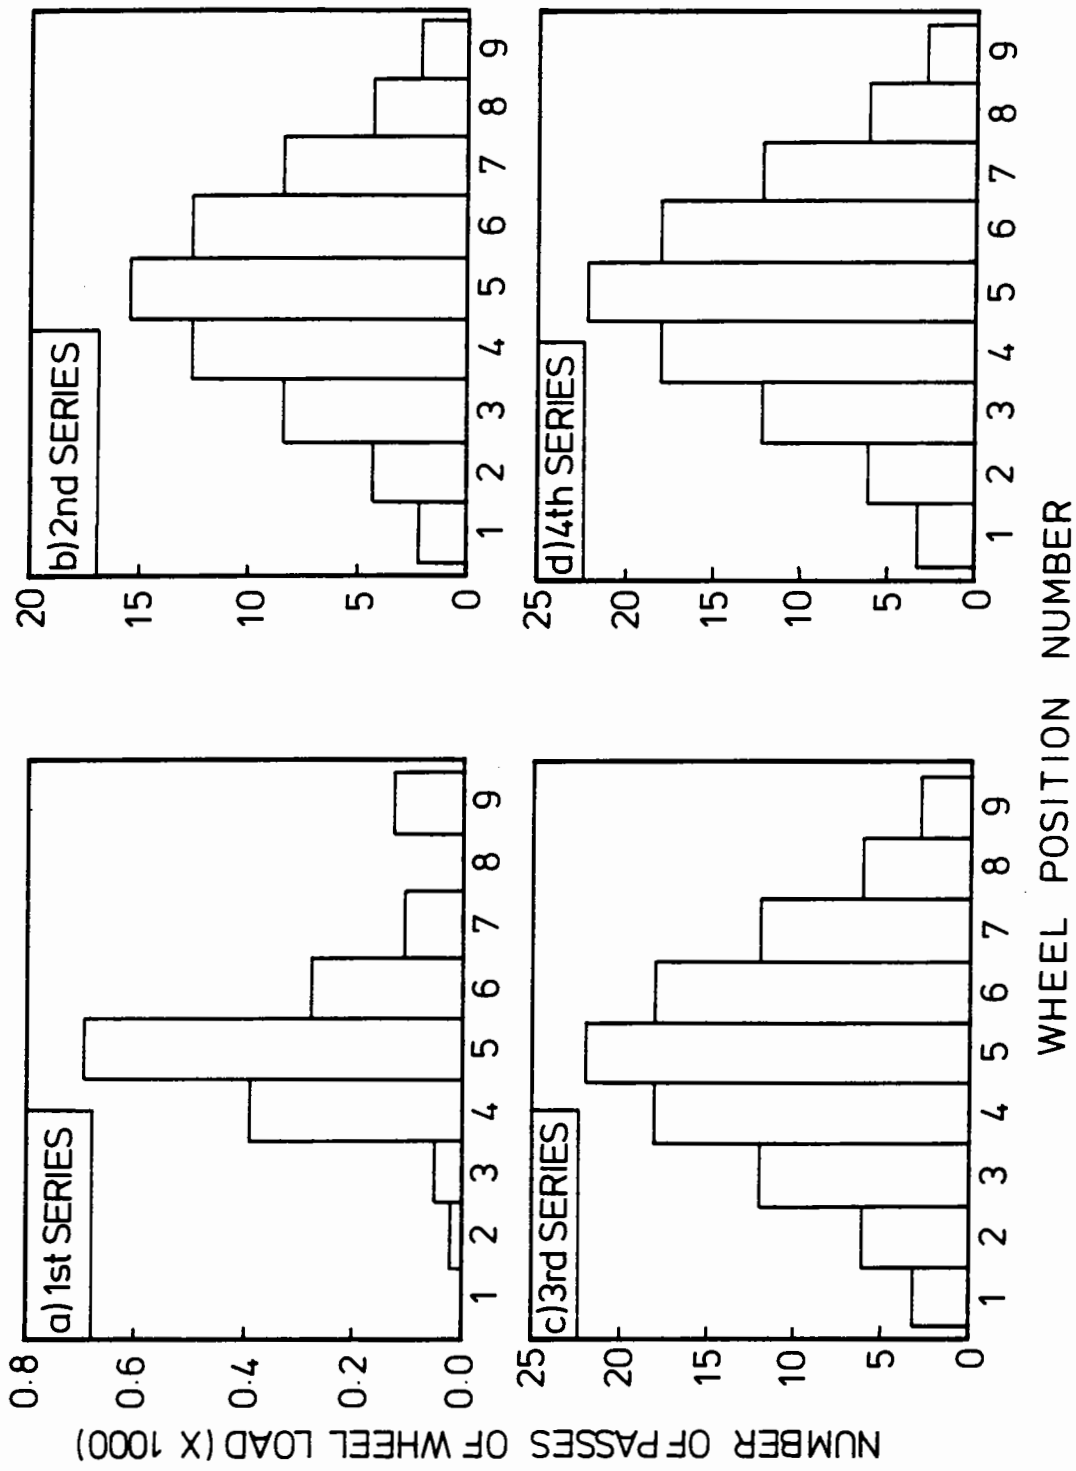 a) 1st SERIES
0.8
0.6
0.4
0.2
0.0
1 2 3 4 5 6 7 8 9
b) 2nd SERIES
20
15
10
5
0
1 2 3 4 5 6 7 8 9
c) 3rd SERIES
25
20
15
10
5
0
1 2 3 4 5 6 7 8 9
d) 4th SERIES
25
20
15
10
5
0
1 2 3 4 5 6 7 8 9
NUMBER OF PASSES OF WHEEL LOAD (X 1000)
WHEEL POSITION NUMBER